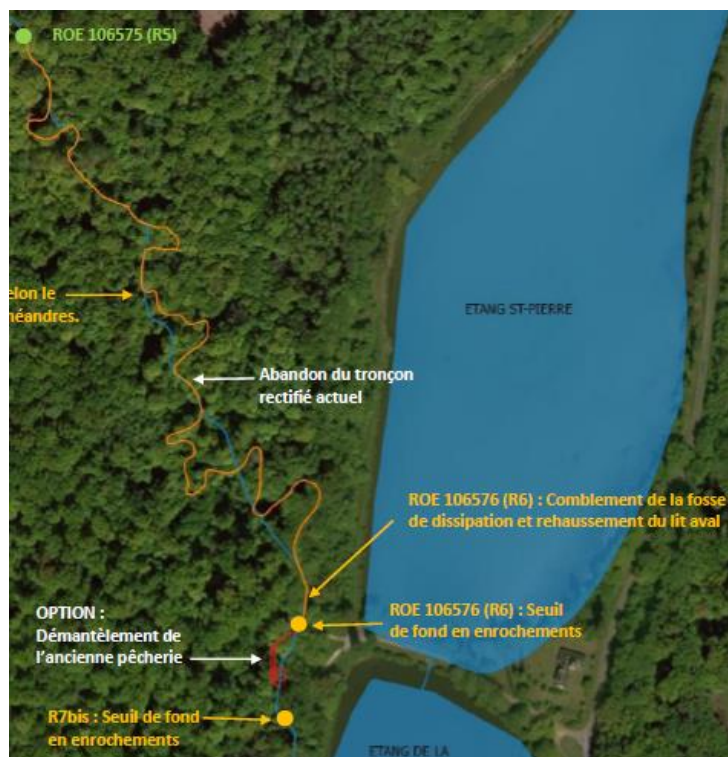 ROE 106575 (R5)
ETANG ST-PIERRE
elon le
néandres.
Abandon du tronçon
rectifié actuel
ROE 106576 (R6) : Comblement de la fosse
de dissipation et rehaussement du lit aval
OPTION :
Démantèlement de
l'ancienne pêcherie
ROE 106576 (R6) : Seuil
de fond en enrochements
R7bis : Seuil de fond
en enrochements
ETANG DE LA